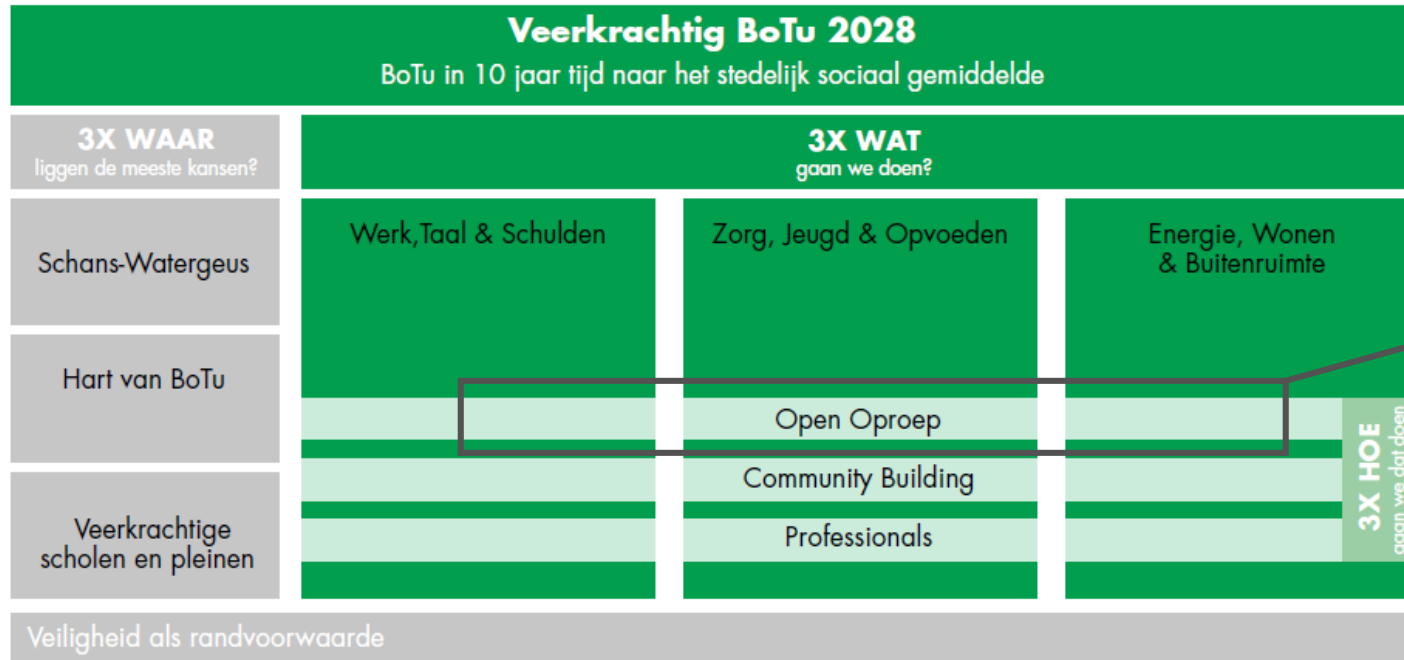 Veerkrachtig BoTu 2028
BoTu in 10 jaar tijd naar het stedelijk sociaal gemiddelde
3X WAAR
liggen de meeste kansen?
3X WAT
gaan we doen?
Schans-Watergeus
Hart van BoTu
Veerkrachtige
scholen en pleinen
Werk,Taal & Schulden
Zorg, Jeugd & Opvoeden
Energie, Wonen
& Buitenruimte
Open Oproep
Community Building
Professionals
3X HOE
gaan we dat doen
Veiligheid als randvoorwaarde